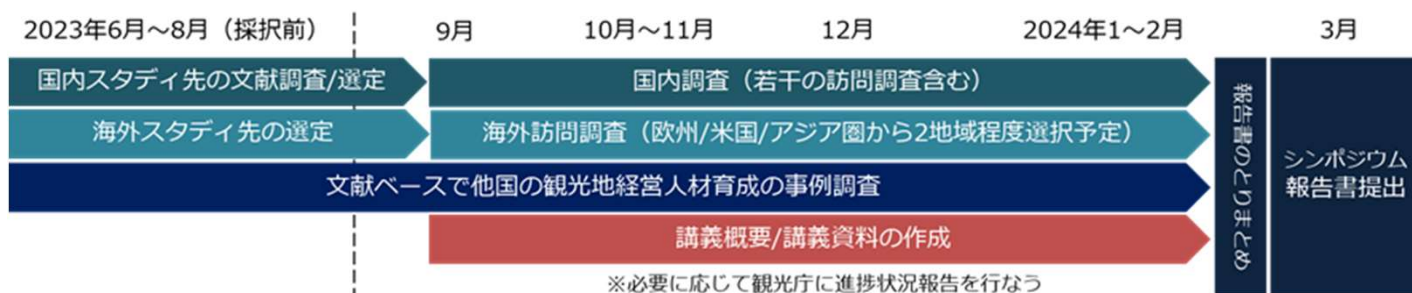 2023年6月～8月（採択前）
9月
10月～11月
12月
2024年1～2月
3月
国内スタディ先の文献調査/選定
国内調査（若干の訪問調査含む）
海外スタディ先の選定
海外訪問調査（欧州/米国/アジア圏から2地域程度選択予定）
文献ベースで他国の観光地経営人材育成の事例調査
講義概要/講義資料の作成
報告書のとりまとめ
シンポジウム
報告書提出
※必要に応じて観光庁に進捗状況報告を行なう